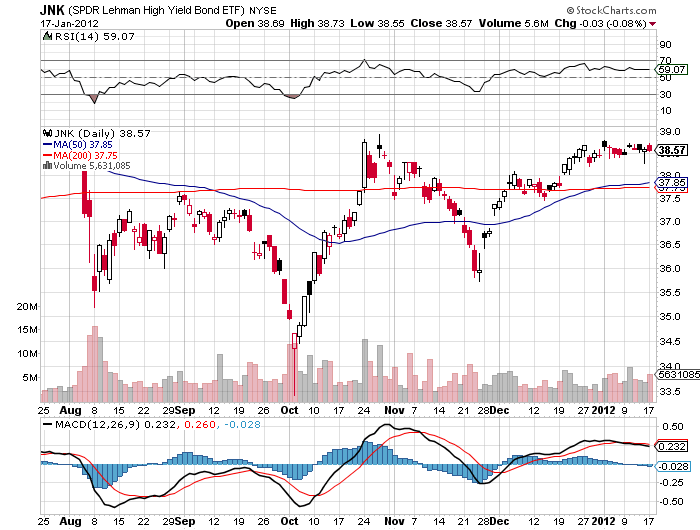 JNK (SPDR Lehman High Yield Bond ETF) NYSE © StockCharts.com
17-Jan-2012 Open 38.69 High 38.73 Low 38.55 Close 38.57 Volume 5.6M Chg -0.03 (-0.08%)
RSI(14) 59.07
90
70
59.07
50
30
10
JNK (Daily) 38.57
MA(50) 37.85
MA(200) 37.75
Volume 5,631,085
39.0
38.57
38.5
38.0
37.85
37.75
37.5
37.0
36.5
36.0
35.5
35.0
34.5
34.0
33.5
20M
15M
10M
5M
5631085
25 Aug 8 15 22 29 Sep 12 19 26 Oct 10 17 24 Nov 7 14 21 28 Dec 12 19 27 2012 9 17
MACD(12,26,9) 0.232, 0.260, -0.028
0.50
0.232
-0.028
-0.25
-0.50
25 Aug 8 15 22 29 Sep 12 19 26 Oct 10 17 24 Nov 7 14 21 28 Dec 12 19 27 2012 9 17